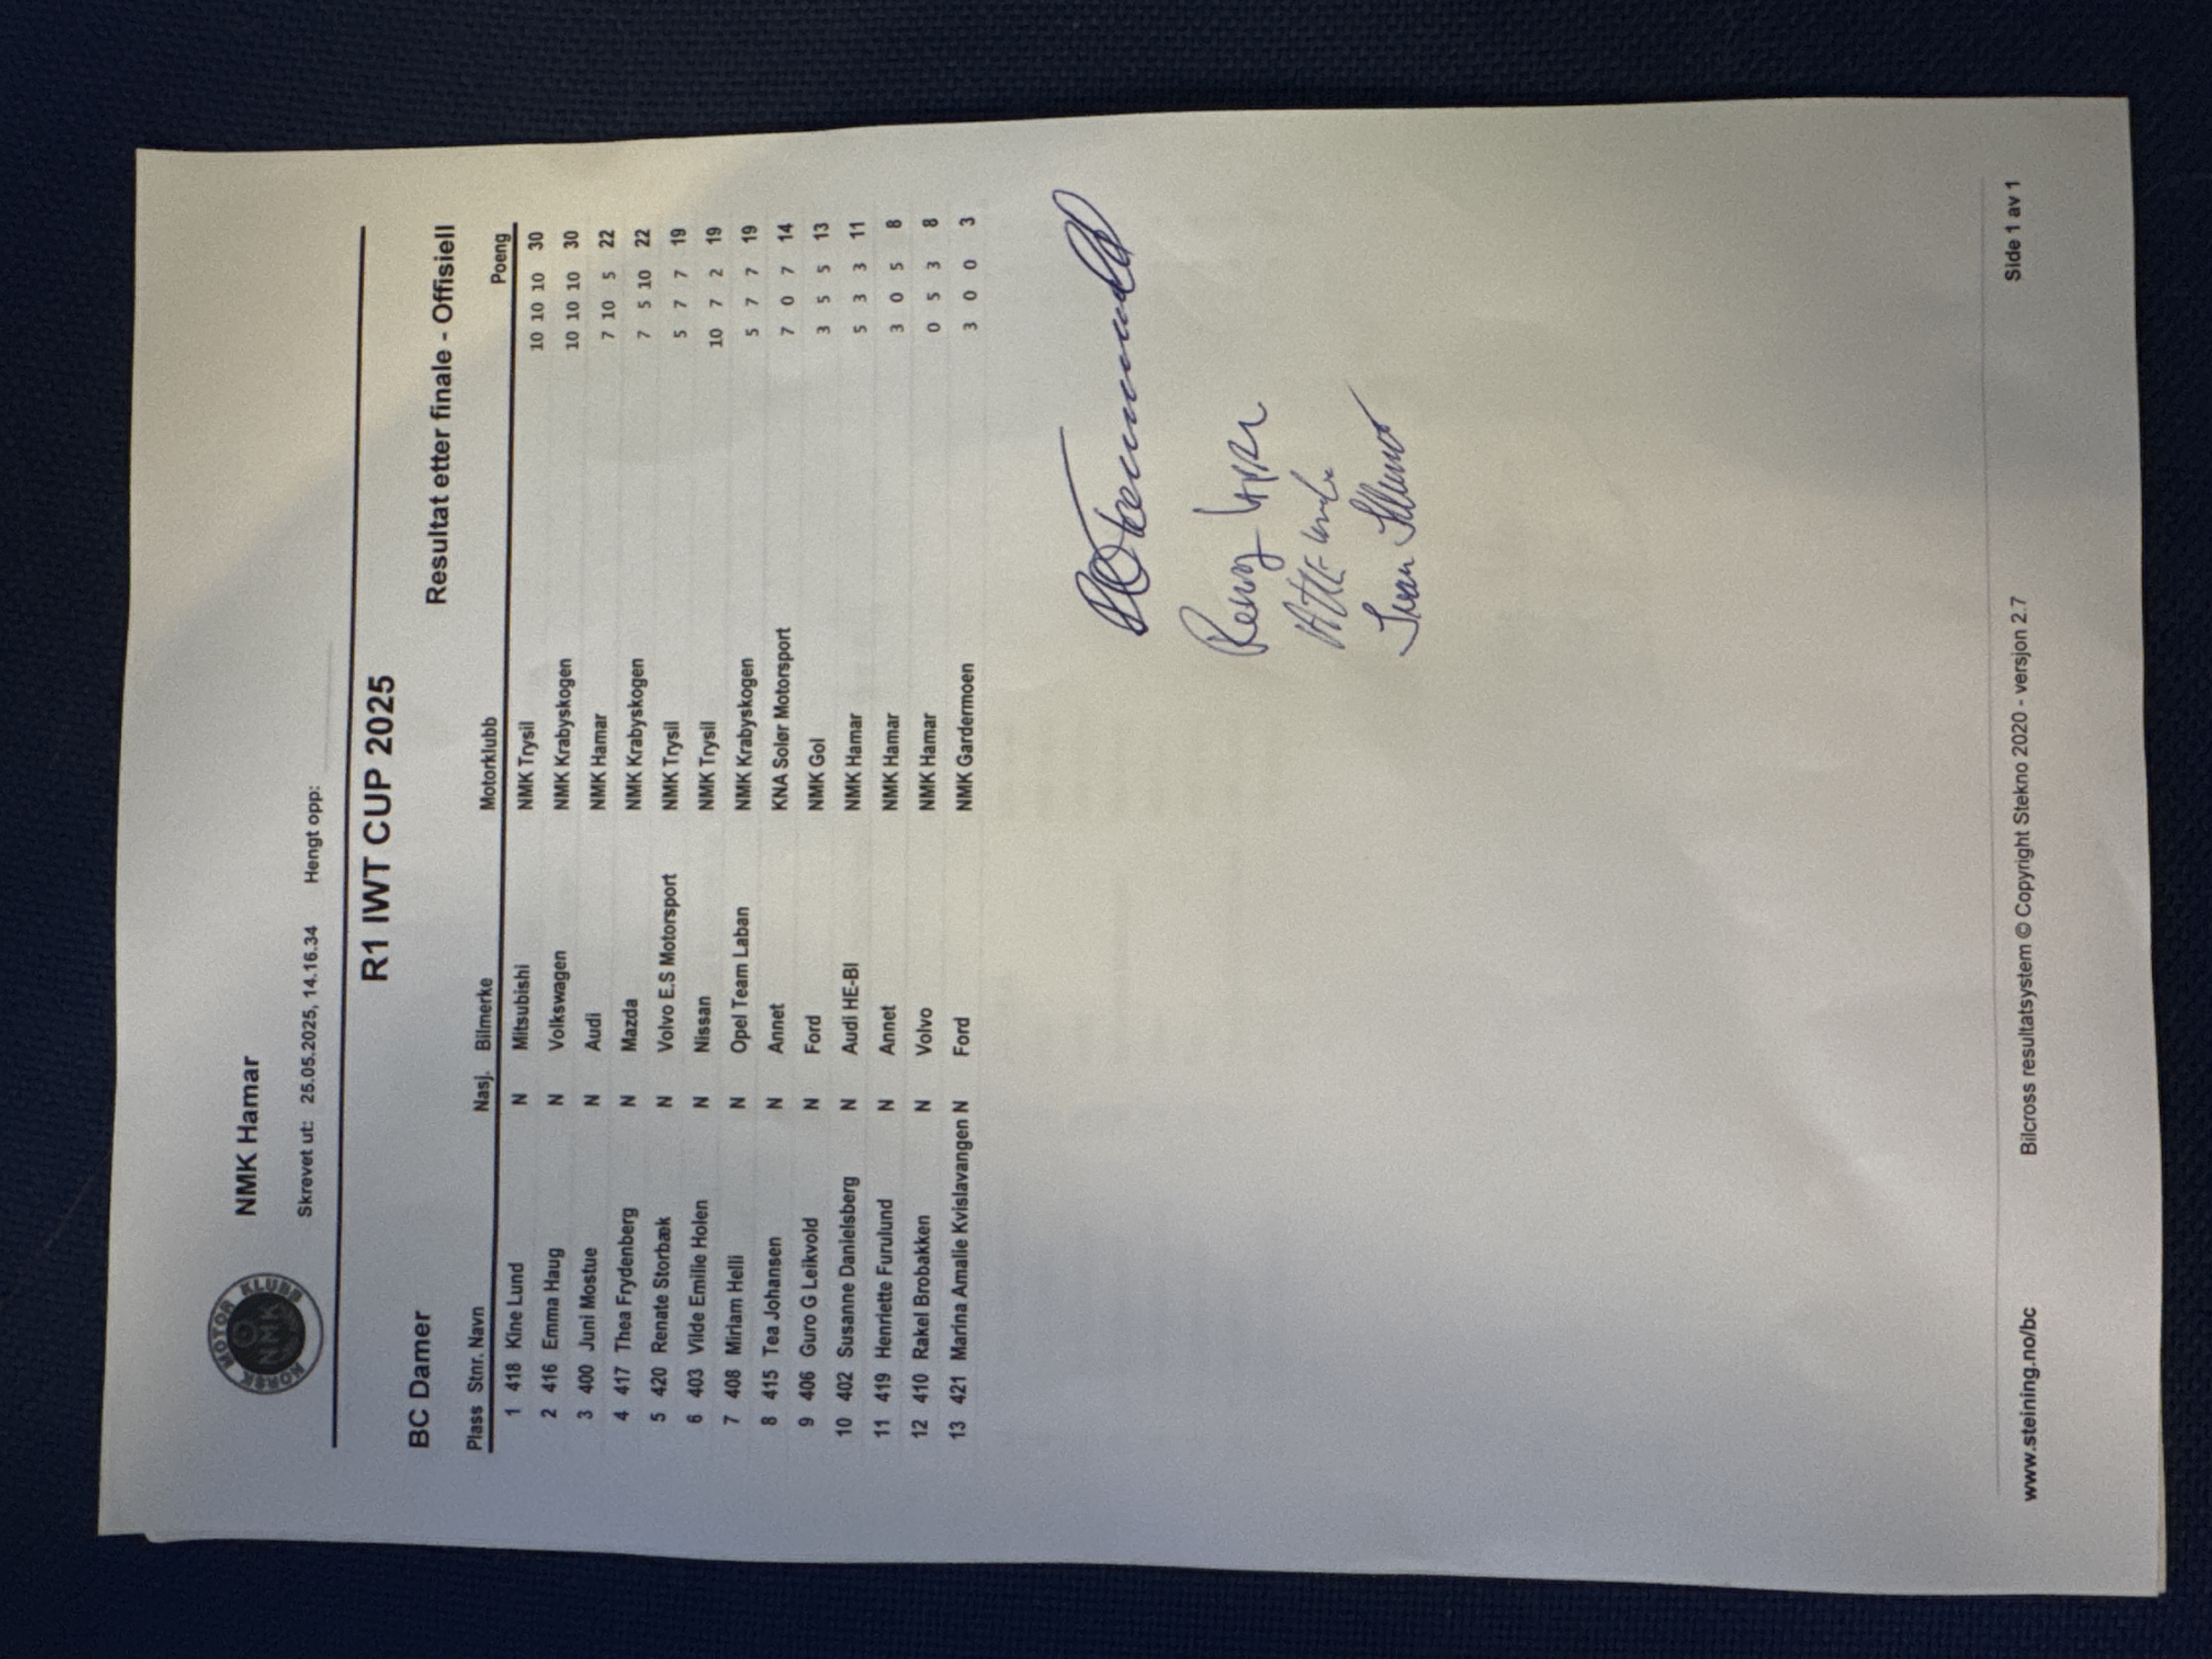 NORSK MOTOR KLUBB
NMK
NMK Hamar
Skrevet ut: 25.05.2025, 14.16.34 Hengt opp:
R1 IWT CUP 2025
BC Damer Resultat etter finale - Offisiell
Plass Stnr. Navn Nasj. Bilmerke Motorklubb Poeng
1 418 Kine Lund N Mitsubishi NMK Trysil 10 10 10 30
2 416 Emma Haug N Volkswagen NMK Krabyskogen 10 10 10 30
3 400 Juni Mostue N Audi NMK Hamar 7 10 5 22
4 417 Thea Frydenberg N Mazda NMK Krabyskogen 7 5 10 22
5 420 Renate Storbæk N Volvo E.S Motorsport NMK Trysil 5 7 7 19
6 403 Vilde Emilie Holen N Nissan NMK Trysil 10 7 2 19
7 408 Miriam Helli N Opel Team Laban NMK Krabyskogen 5 7 7 19
8 415 Tea Johansen N Annet KNA Solør Motorsport 7 0 7 14
9 406 Guro G Leikvold N Ford NMK Gol 3 5 5 13
10 402 Susanne Danielsberg N Audi HE-BI NMK Hamar 5 3 3 11
11 419 Henriette Furulund N Annet NMK Hamar 3 0 5 8
12 410 Rakel Brobakken N Volvo NMK Hamar 0 5 3 8
13 421 Marina Amalie Kvislavangen N Ford NMK Gardermoen 3 0 0 3
www.steining.no/bc Bilcross resultatsystem © Copyright Stekno 2020 - versjon 2.7 Side 1 av 1